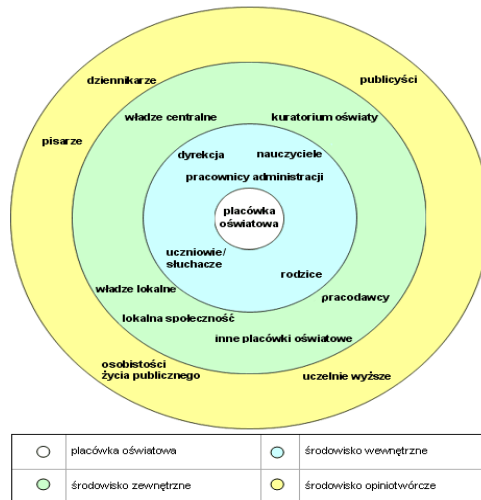 dziennikarze
publicyści
władze centralne
kuratorium oświaty
pisarze
dyrekcja
nauczyciele
pracownicy administracji
placówka
oświatowa
uczniowie/
słuchacze
rodzice
władze lokalne
pracodawcy
lokalna społeczność
inne placówki oświatowe
osobistości
życia publicznego
uczelnie wyższe
placówka oświatowa
środowisko wewnętrzne
środowisko zewnętrzne
środowisko opiniotwórcze